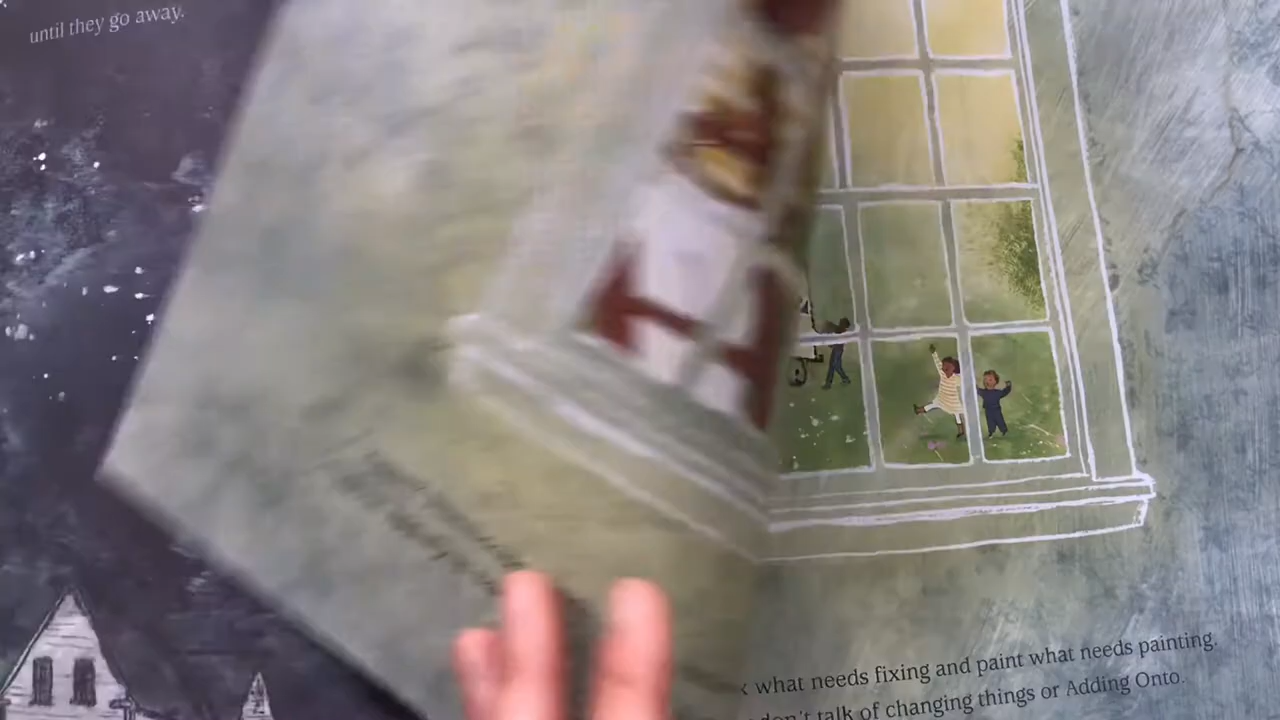 until they go away.
what needs fixing and paint what needs painting.
don't talk of changing things or Adding Onto.